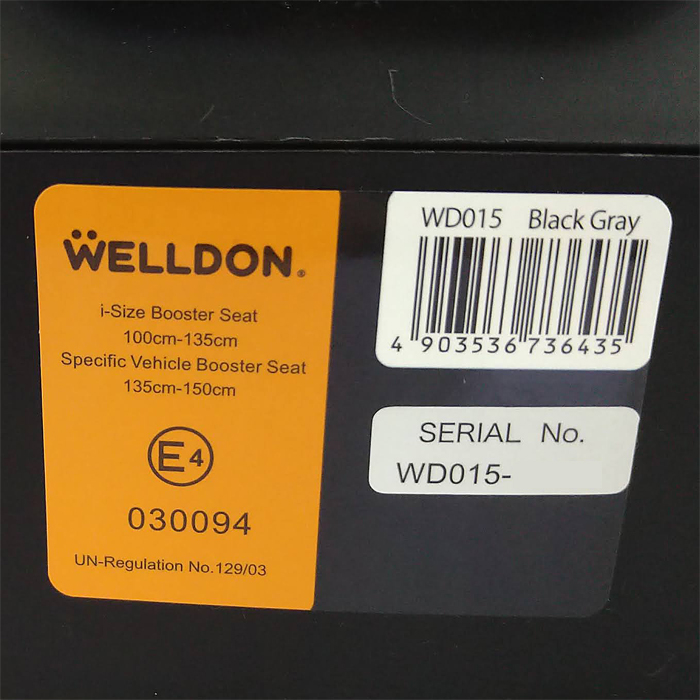 WELLDON®
i-Size Booster Seat
100cm-135cm
Specific Vehicle Booster Seat
135cm-150cm
E4
030094
UN-Regulation No.129/03
WD015 Black Gray
4 903536 736435
SERIAL No.
WD015-